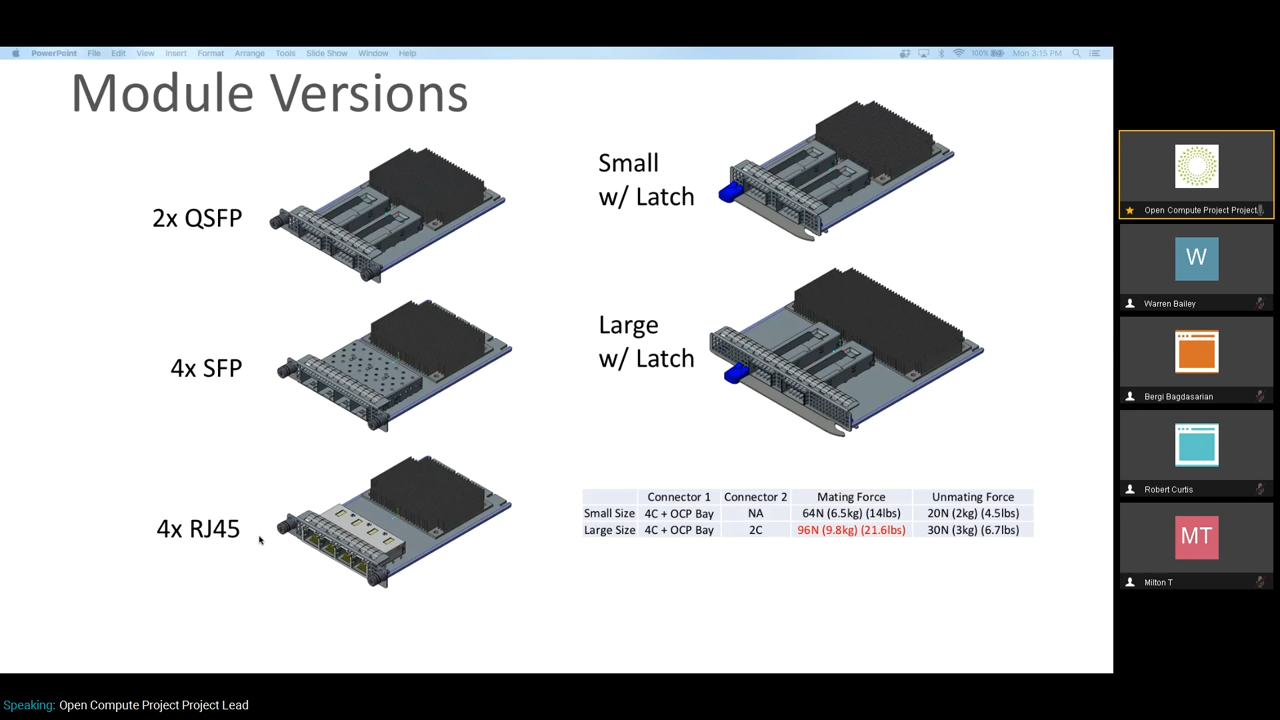 PowerPoint File Edit View Insert Format Arrange Tools Slide Show Window Help
100% Mon 3:15 PM
Module Versions
2x QSFP
4x SFP
4x RJ45
Small
w/ Latch
Large
w/ Latch
Connector 1 Connector 2 Mating Force Unmating Force
Small Size 4C + OCP Bay NA 64N (6.5kg) (14lbs) 20N (2kg) (4.5lbs)
Large Size 4C + OCP Bay 2C 96N (9.8kg) (21.6lbs) 30N (3kg) (6.7lbs)
Open Compute Project Project
W
Warren Bailey
Bergi Bagdasarian
Robert Curtis
MT
Milton T
Speaking: Open Compute Project Project Lead